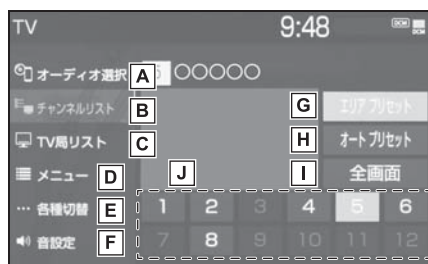 TV 9:48 DCM
オーディオ選択 A ○○○○○
チャンネルリスト B G エリアプリセット
TV局リスト C H オートプリセット
メニュー D J I 全画面
… 各種切替 E 1 2 3 4 5 6
音設定 F 7 8 9 10 11 12